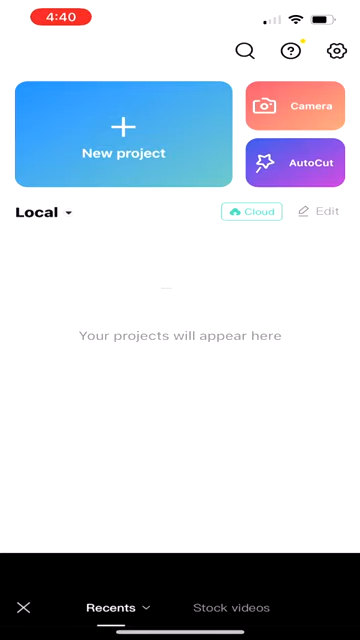 4:40
New project
Camera
AutoCut
Local
Cloud
Edit
Your projects will appear here
Recents
Stock videos